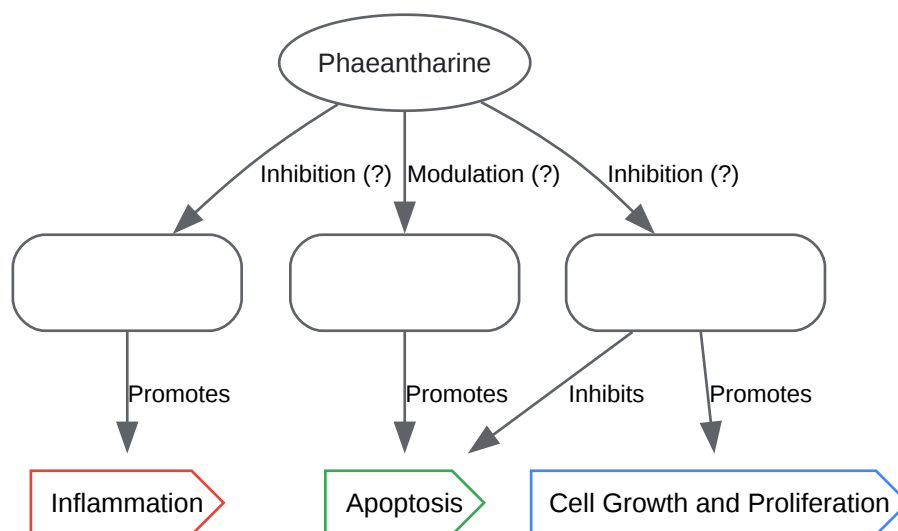 Phaeantharine
Inhibition (?)
Modulation (?)
Inhibition (?)
Promotes
Promotes
Inhibits
Promotes
Inflammation
Apoptosis
Cell Growth and Proliferation